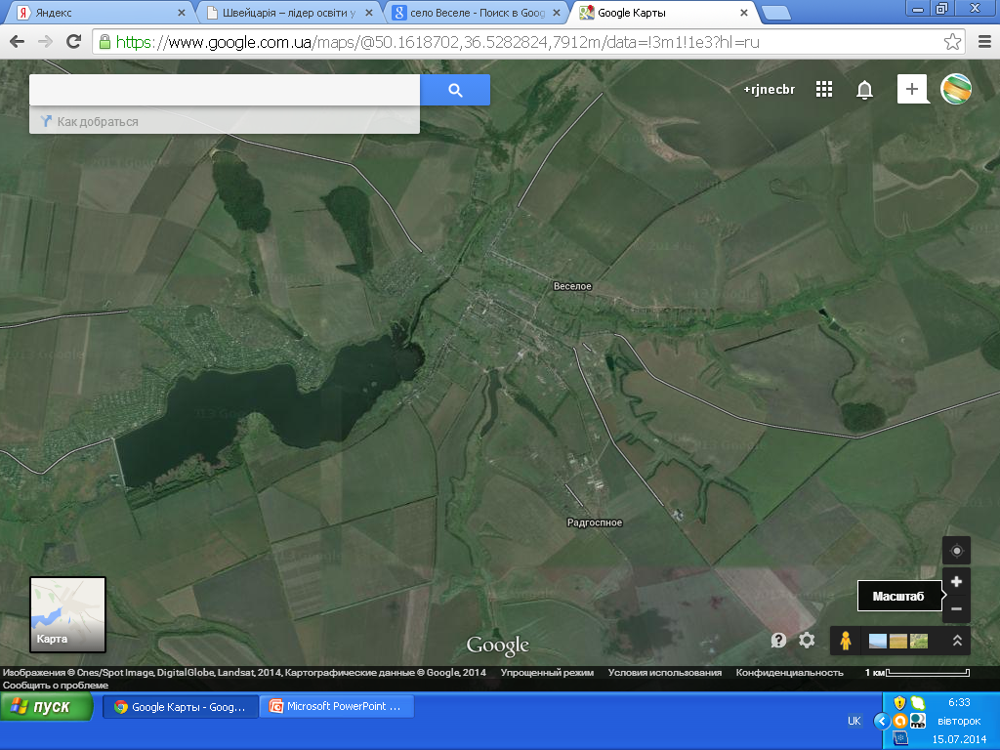 Яндекс
Швейцарія – лідер освіти у
село Веселе - Поиск в Goog
Google Карты
https://www.google.com.ua/maps/@50.1618702,36.5282824,7912m/data=!3m1!1e3?hl=ru
+rjnecbr
Как добраться
Веселое
Радгоспное
Масштаб
Карта
Google
Изображения © Cnes/Spot Image, DigitalGlobe, Landsat, 2014, Картографические данные © Google, 2014 Упрощенный режим Условия использования Конфиденциальность 1 км
Сообщить о проблеме
пуск
Google Карты - Goog...
Microsoft PowerPoint ...
UK
6:33
вівторок
15.07.2014